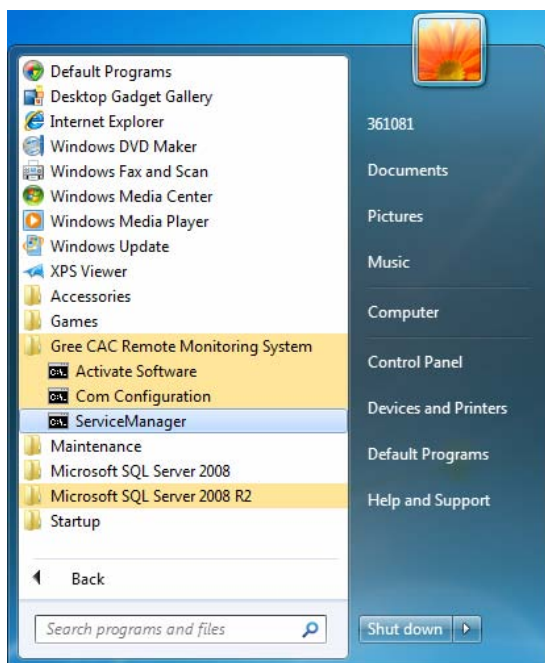 Default Programs
Desktop Gadget Gallery
Internet Explorer
Windows DVD Maker
Windows Fax and Scan
Windows Media Center
Windows Media Player
Windows Update
XPS Viewer
Accessories
Games
Gree CAC Remote Monitoring System
Activate Software
Com Configuration
ServiceManager
Maintenance
Microsoft SQL Server 2008
Microsoft SQL Server 2008 R2
Startup
Back
Search programs and files
361081
Documents
Pictures
Music
Computer
Control Panel
Devices and Printers
Default Programs
Help and Support
Shut down